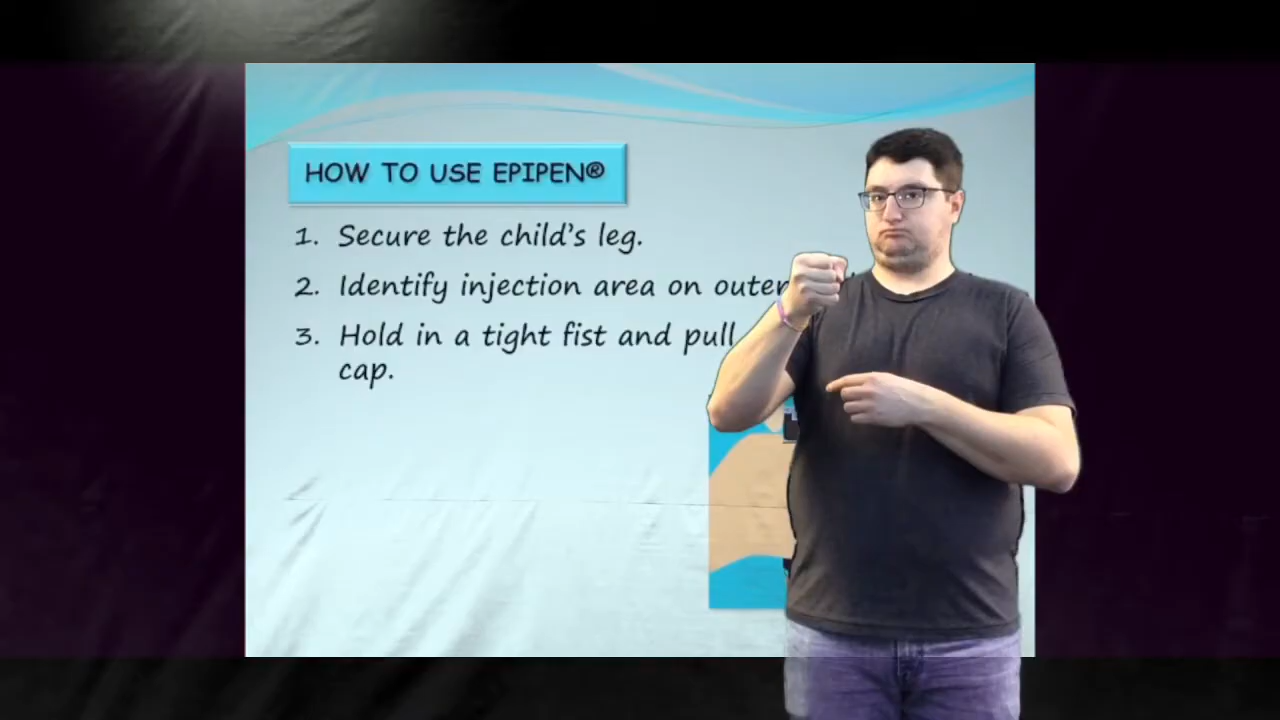 HOW TO USE EPIPEN®
1. Secure the child's leg.
2. Identify injection area on outer
3. Hold in a tight fist and pull
cap.